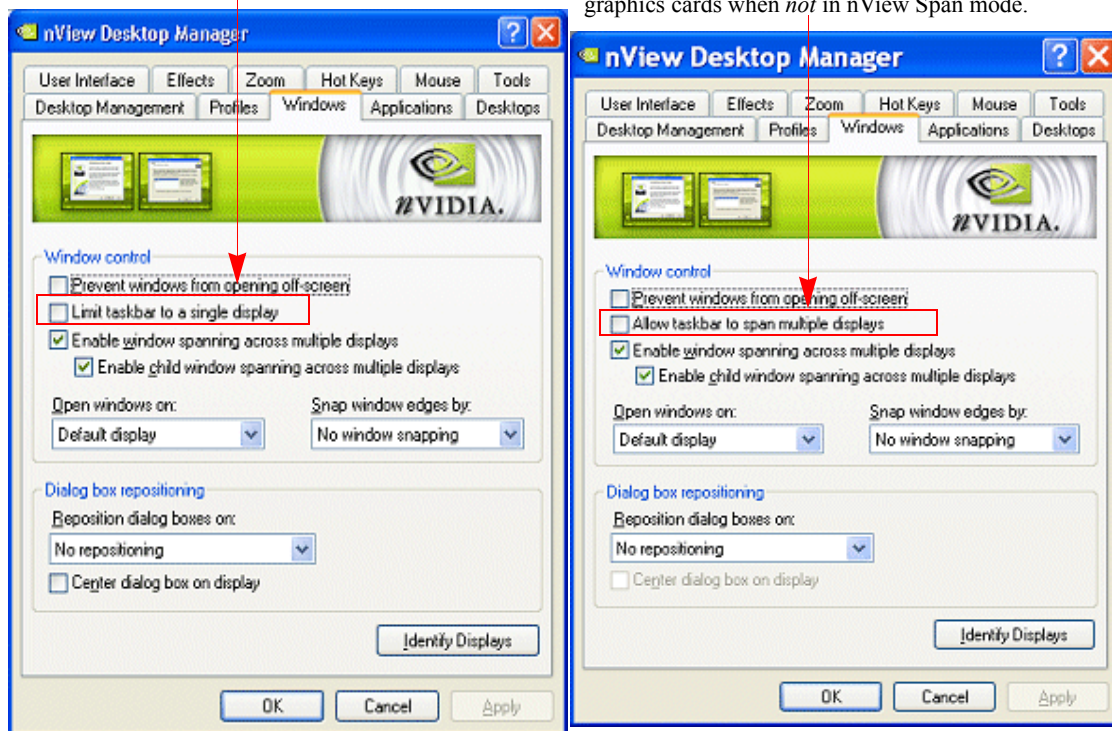 graphics cards when not in nView Span mode.
nView Desktop Manager
User Interface Effects Zoom Hot Keys Mouse Tools
Desktop Management Profiles Windows Applications Desktops
nVIDIA.
Window control
Prevent windows from opening off-screen
Limit taskbar to a single display
Enable window spanning across multiple displays
Enable child window spanning across multiple displays
Open windows on: Snap window edges by:
Default display No window snapping
Dialog box repositioning
Reposition dialog boxes on:
No repositioning
Center dialog box on display
Identify Displays
OK Cancel Apply
nView Desktop Manager
User Interface Effects Zoom Hot Keys Mouse Tools
Desktop Management Profiles Windows Applications Desktops
nVIDIA.
Window control
Prevent windows from opening off-screen
Allow taskbar to span multiple displays
Enable window spanning across multiple displays
Enable child window spanning across multiple displays
Open windows on: Snap window edges by:
Default display No window snapping
Dialog box repositioning
Reposition dialog boxes on:
No repositioning
Center dialog box on display
Identify Displays
OK Cancel Apply